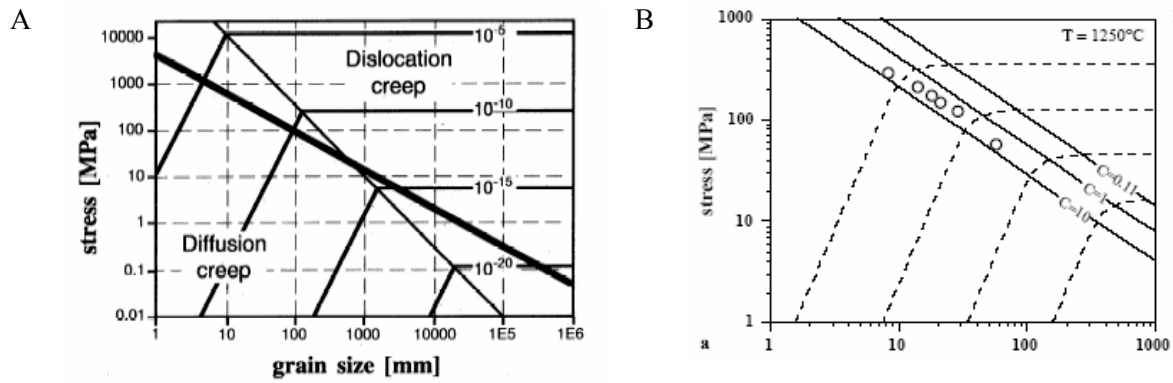 A
stress [MPa]
10000
1000
100
10
1
0.1
0.01
10-5
Dislocation
creep
10-10
10-15
Diffusion
creep
10-20
1
10
100
1000
10000
1E5
1E6
grain size [mm]
B
stress [MPa]
1000
100
10
1
T = 1250°C
C=0.11
C=1
C=10
a
1
10
100
1000